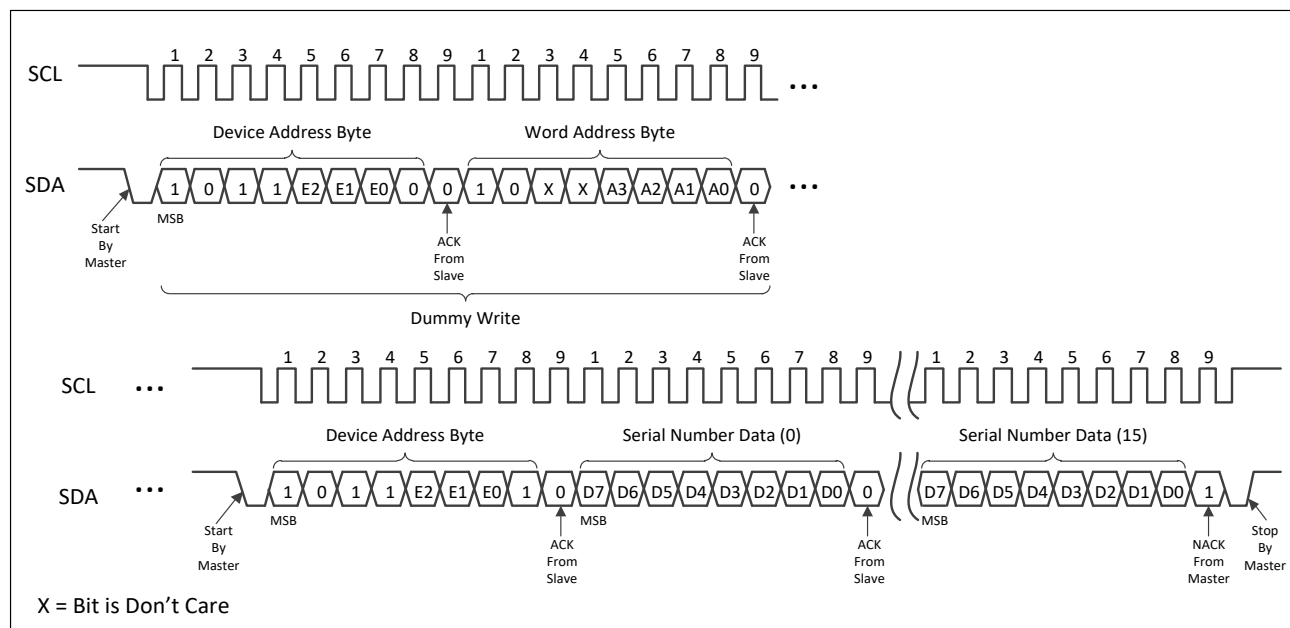 1 2 3 4 5 6 7 8 9 1 2 3 4 5 6 7 8 9
SCL
Device Address Byte Word Address Byte
SDA 1 0 1 1 E2 E1 E0 0 0 1 0 X X A3 A2 A1 A0 0
MSB
Start
By
Master
ACK
From
Slave
ACK
From
Slave
Dummy Write
1 2 3 4 5 6 7 8 9 1 2 3 4 5 6 7 8 9 1 2 3 4 5 6 7 8 9
SCL
Device Address Byte Serial Number Data (0) Serial Number Data (15)
SDA 1 0 1 1 E2 E1 E0 1 0 D7 D6 D5 D4 D3 D2 D1 D0 0 D7 D6 D5 D4 D3 D2 D1 D0 1
MSB MSB MSB
Start
By
Master
ACK
From
Slave
ACK
From
Slave
NACK
From
Master
Stop
By
Master
X = Bit is Don't Care